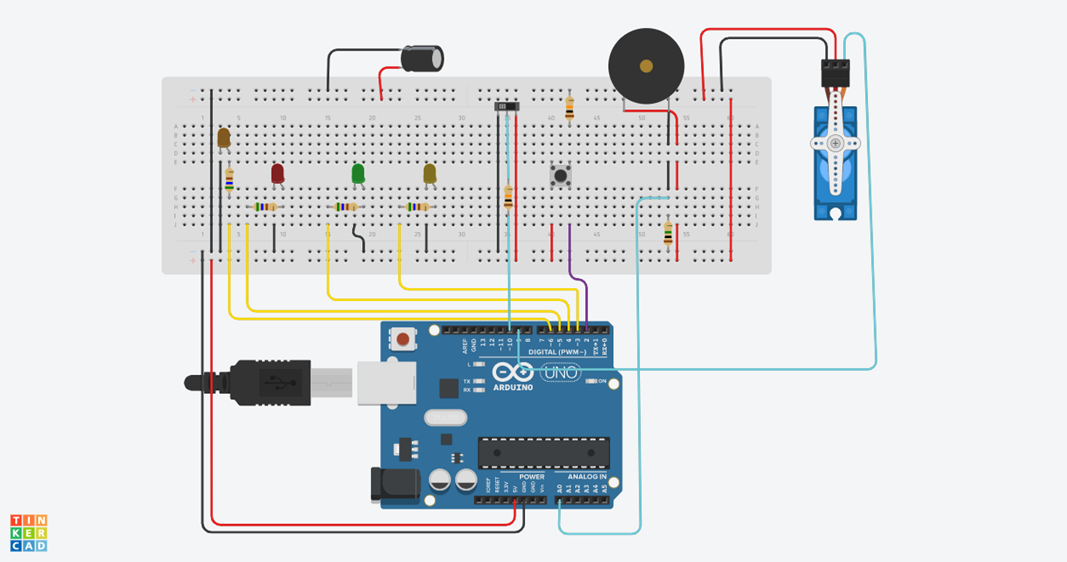 1 5 10 15 20 25 30 35 40 45 50 55 60
A
B
C
D
E
F
G
H
I
J
1 5 10 15 20 25 30 35 40 45 50 55 60
AREF
GND
13
12
~11
~10
8
7
~6
~5
4
~3
2
TX→1
RX←0
DIGITAL (PWM~)
L
TX
RX
ARDUINO
UNO
ON
POWER
ANALOG IN
IOREF
RESET
3.3V
5V
GND
GND
Vin
A0
A1
A2
A3
A4
A5
TIN
KER
CAD